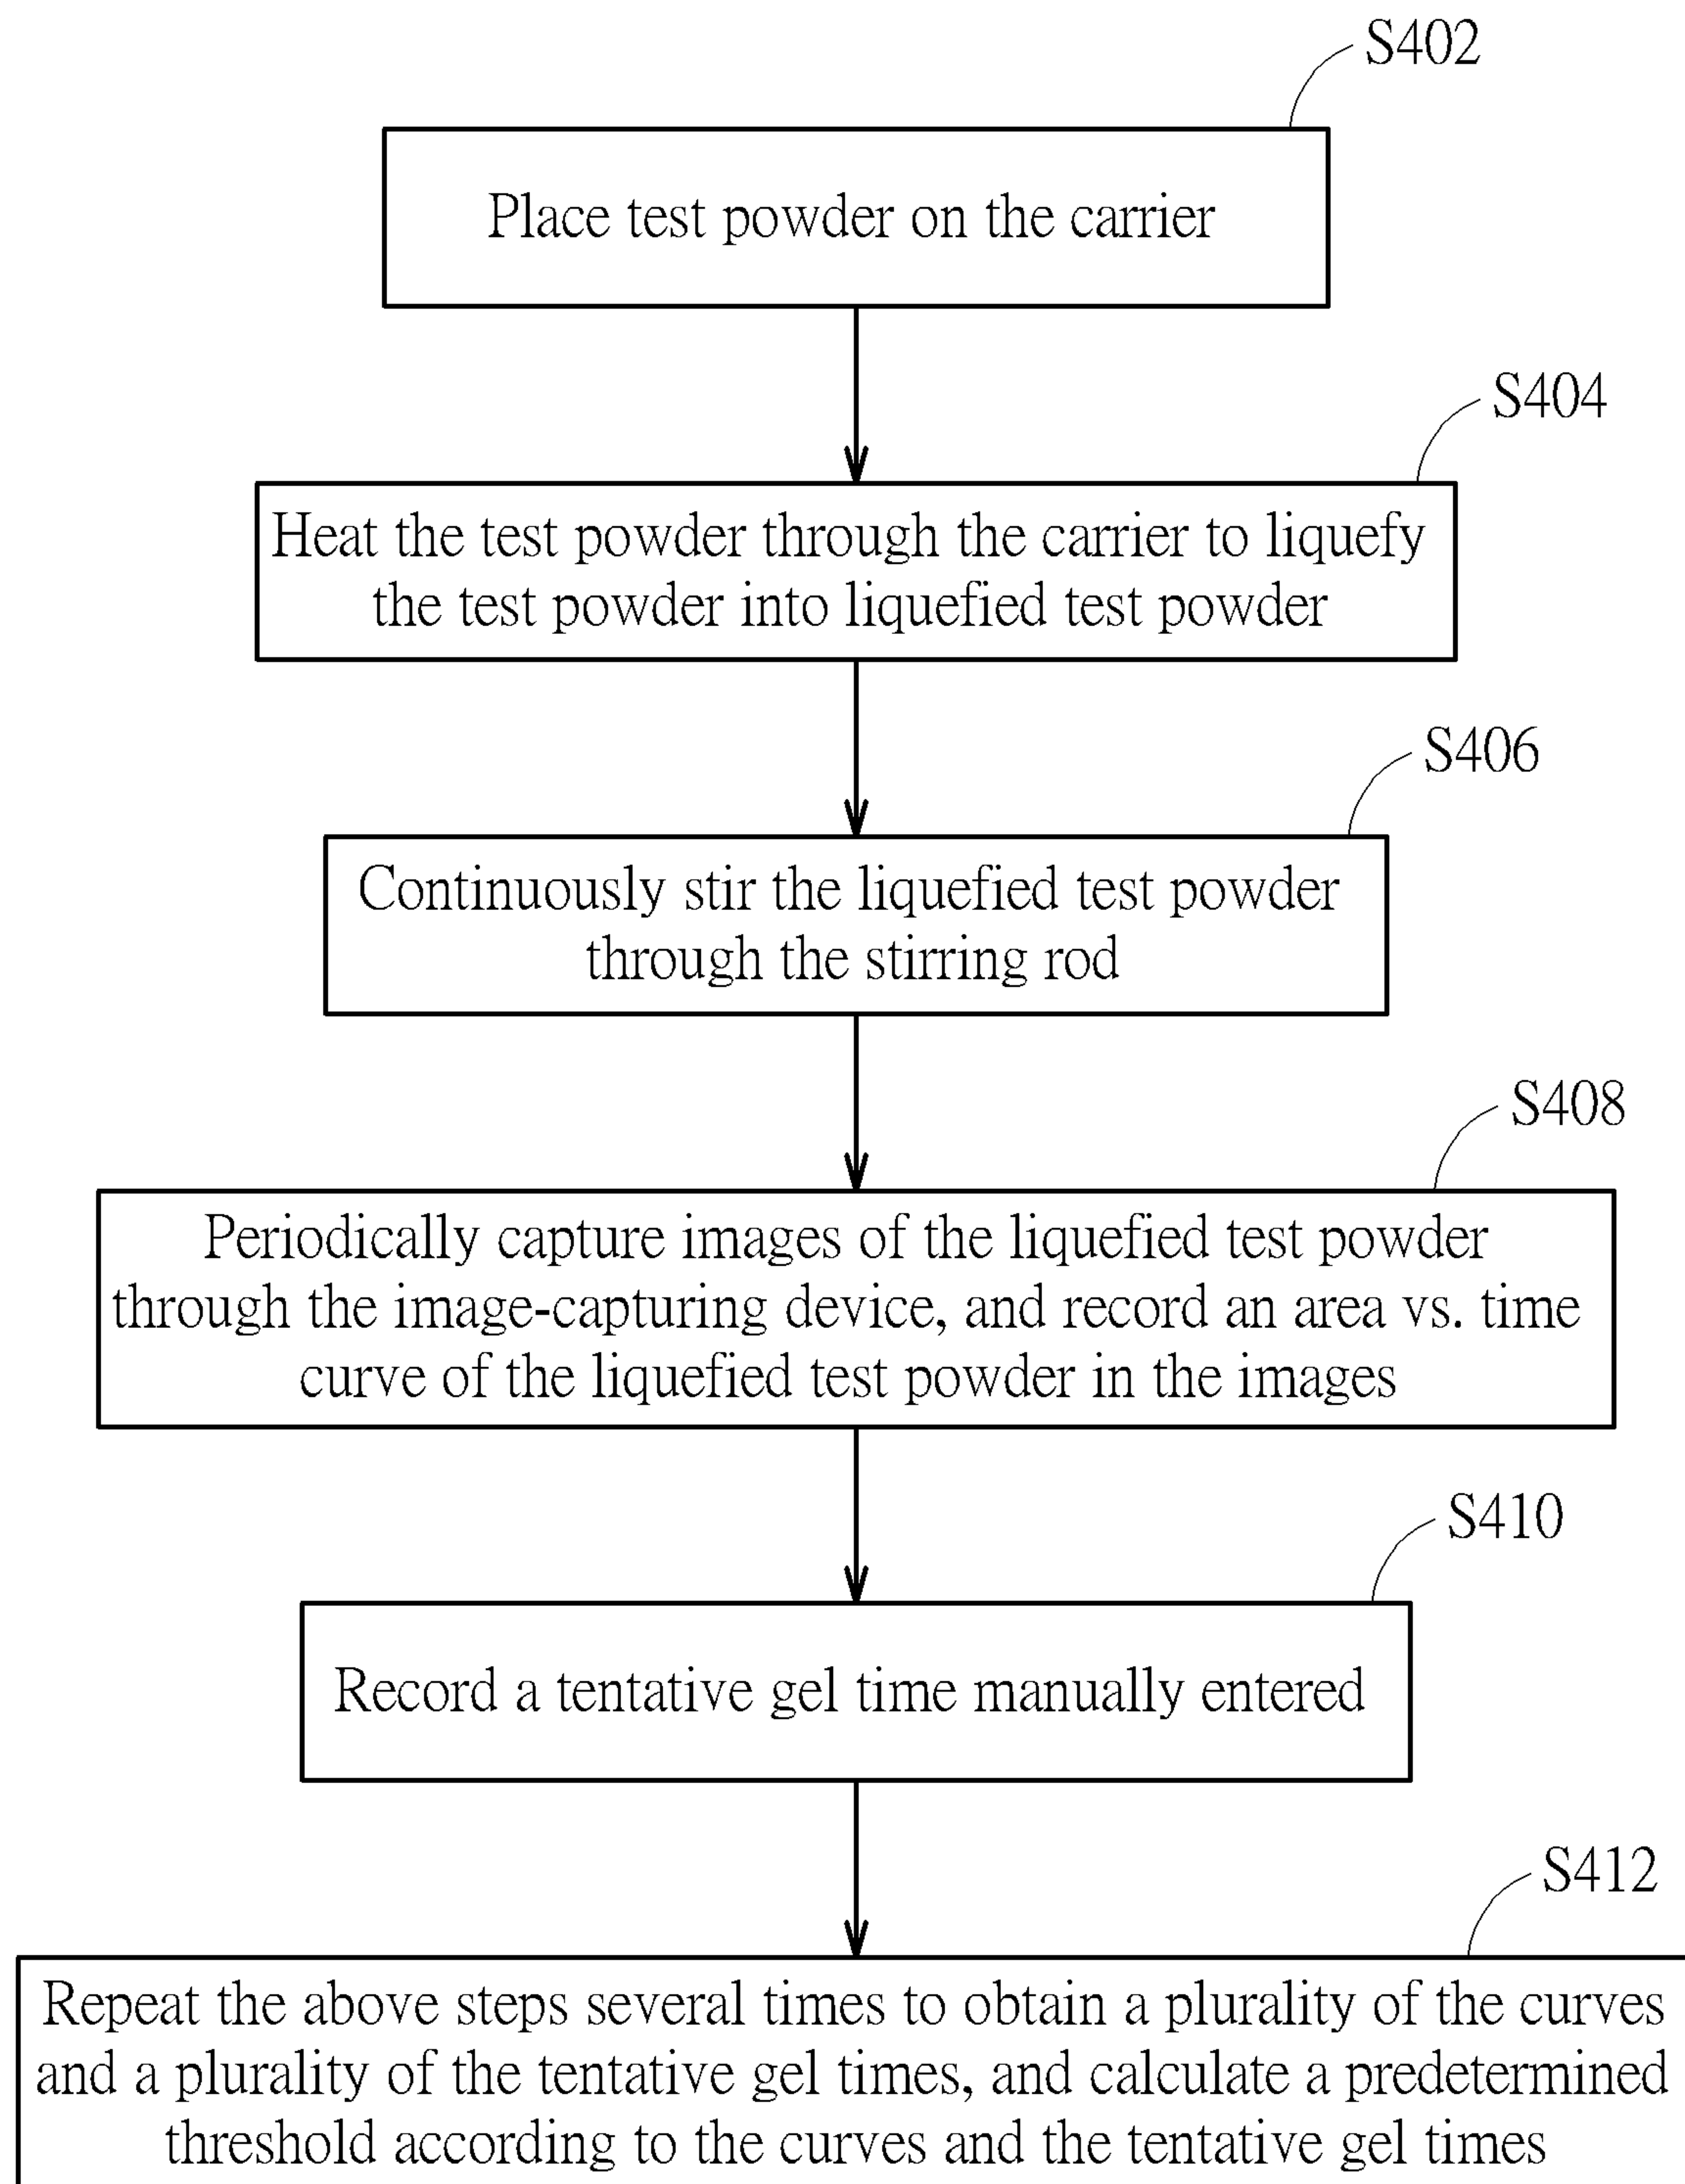 S402
Place test powder on the carrier
S404
Heat the test powder through the carrier to liquefy
the test powder into liquefied test powder
S406
Continuously stir the liquefied test powder
through the stirring rod
S408
Periodically capture images of the liquefied test powder
through the image-capturing device, and record an area vs. time
curve of the liquefied test powder in the images
S410
Record a tentative gel time manually entered
S412
Repeat the above steps several times to obtain a plurality of the curves
and a plurality of the tentative gel times, and calculate a predetermined
threshold according to the curves and the tentative gel times